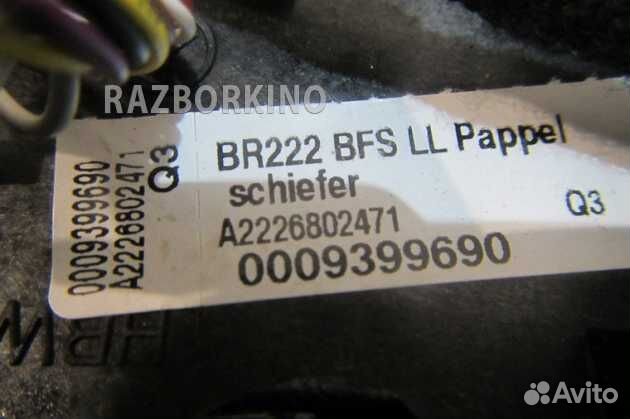 RAZBORKINO
BR222 BFS LL Pappel
schiefer
A2226802471
Q3
0009399690
0009399690
A2226802471
Q3
Avito